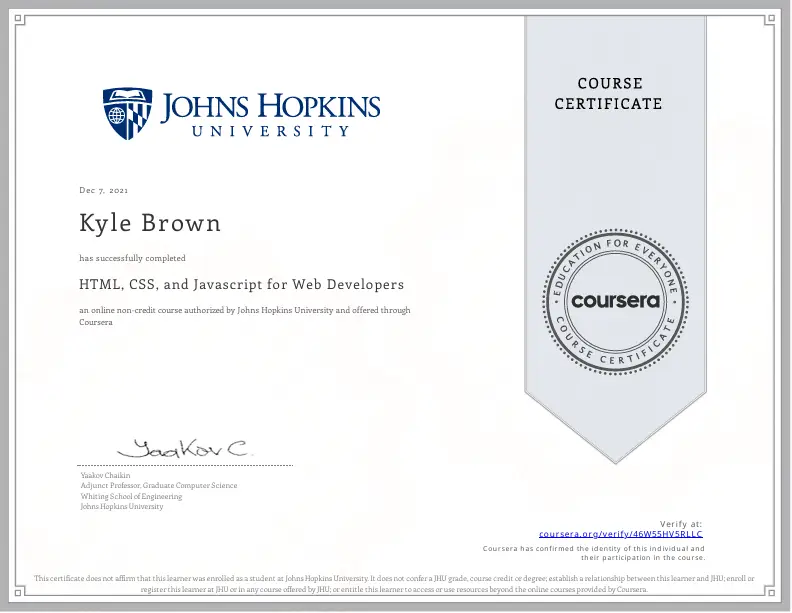 JOHNS HOPKINS
UNIVERSITY
COURSE
CERTIFICATE
Dec 7, 2021
Kyle Brown
has successfully completed
HTML, CSS, and Javascript for Web Developers
an online non-credit course authorized by Johns Hopkins University and offered through
Coursera
EDUCATION FOR EVERYONE
coursera
COURSE CERTIFICATE
Yaakov C.
Yaakov Chaikin
Adjunct Professor, Graduate Computer Science
Whiting School of Engineering
Johns Hopkins University
Verify at:
coursera.org/verify/46W55HV5RLLC
Coursera has confirmed the identity of this individual and
their participation in the course.
This certificate does not affirm that this learner was enrolled as a student at Johns Hopkins University. It does not confer a JHU grade, course credit or degree; establish a relationship between this learner and JHU; enroll or
register this learner at JHU or in any course offered by JHU; or entitle this learner to access or use resources beyond the online courses provided by Coursera.